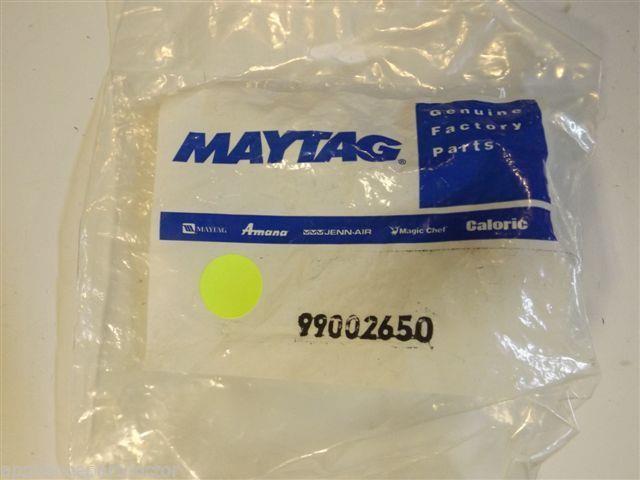 MAYTAG®
Genuine
Factory
Parts
MAYTAG Amana JENN-AIR Magic Chef Caloric
99002650